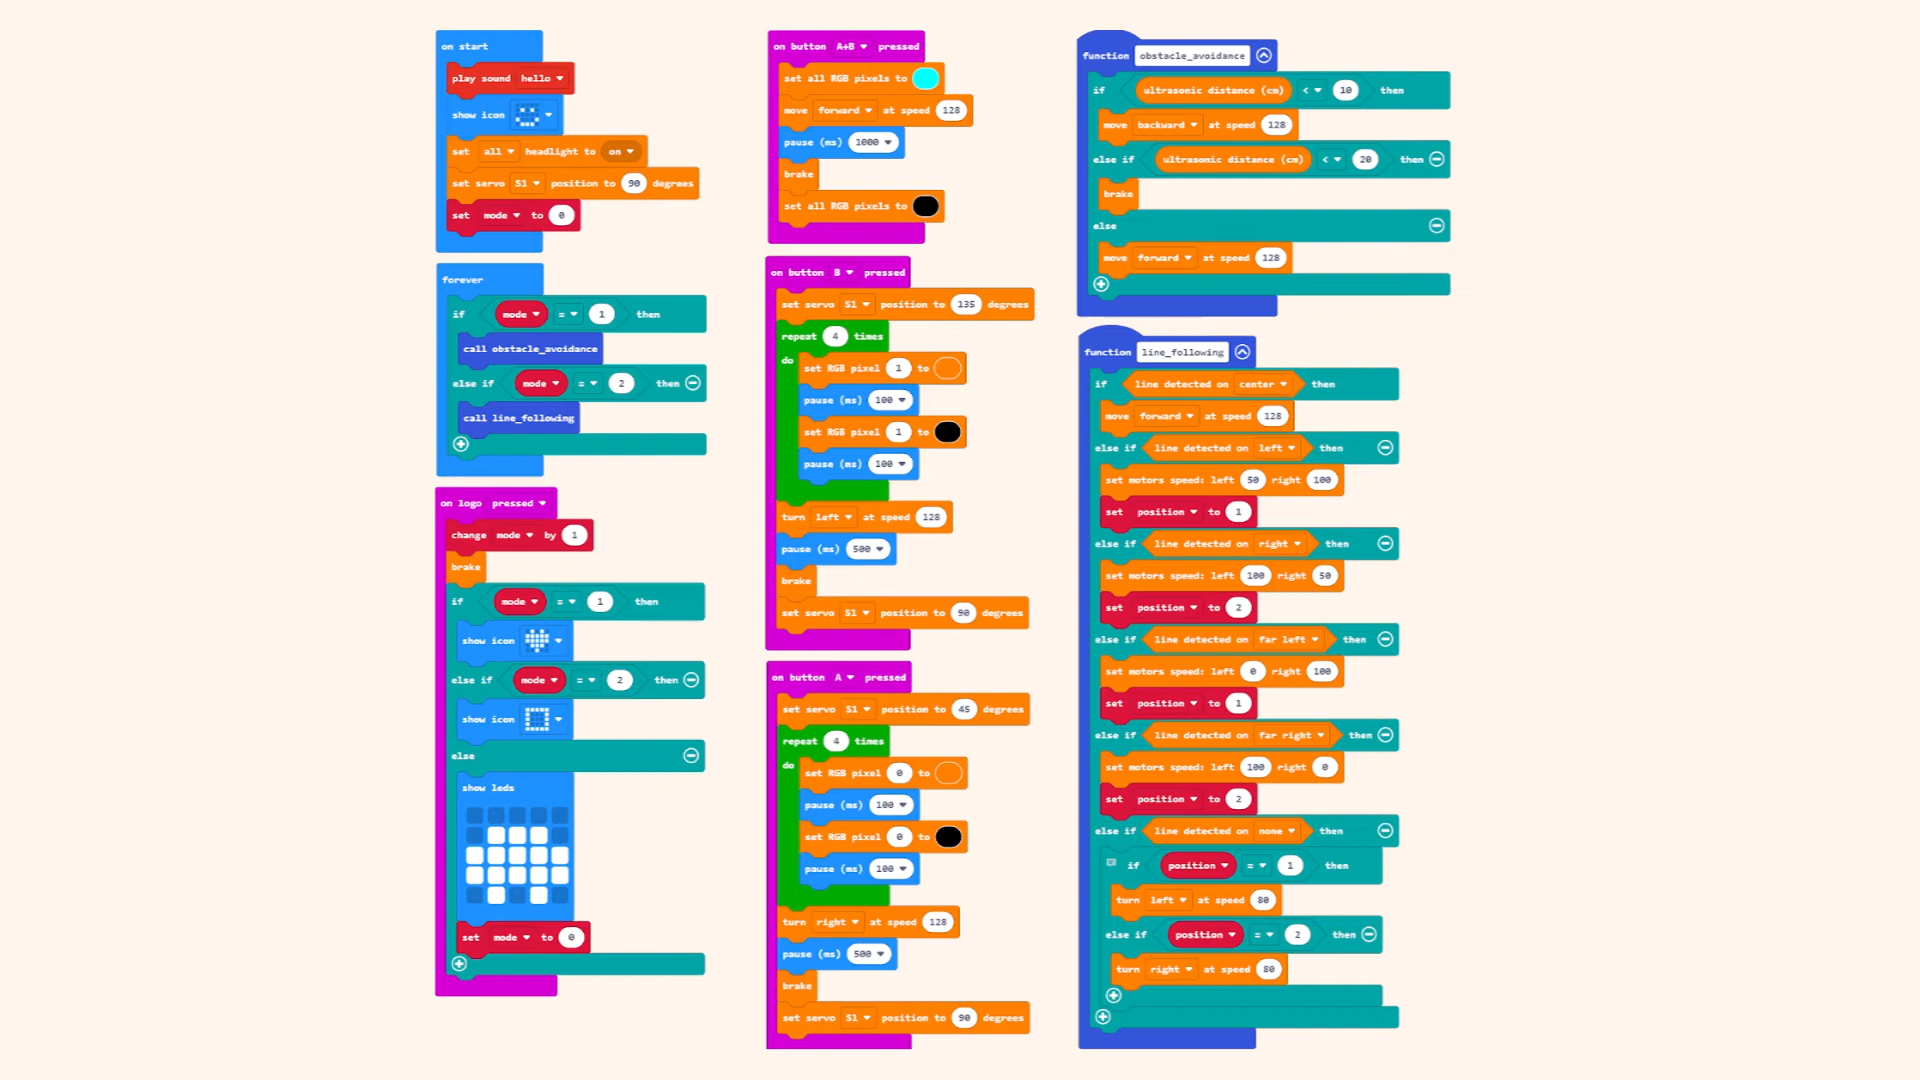 on start
play sound hello
show icon
set all headlight to on
set servo S1 position to 90 degrees
set mode to 0
forever
if mode = 1 then
call obstacle_avoidance
else if mode = 2 then
call line_following
on logo pressed
change mode by 1
brake
if mode = 1 then
show icon
else if mode = 2 then
show icon
else
show leds
set mode to 0
on button A+B pressed
set all RGB pixels to
move forward at speed 128
pause (ms) 1000
brake
set all RGB pixels to
on button B pressed
set servo S1 position to 135 degrees
repeat 4 times
do
set RGB pixel 1 to
pause (ms) 100
set RGB pixel 1 to
pause (ms) 100
turn left at speed 128
pause (ms) 500
brake
set servo S1 position to 90 degrees
on button A pressed
set servo S1 position to 45 degrees
repeat 4 times
do
set RGB pixel 0 to
pause (ms) 100
set RGB pixel 0 to
pause (ms) 100
turn right at speed 128
pause (ms) 500
brake
set servo S1 position to 90 degrees
function obstacle_avoidance
if ultrasonic distance (cm) < 10 then
move backward at speed 128
else if ultrasonic distance (cm) < 20 then
brake
else
move forward at speed 128
function line_following
if line detected on center then
move forward at speed 128
else if line detected on left then
set motors speed: left 50 right 100
set position to 1
else if line detected on right then
set motors speed: left 100 right 50
set position to 2
else if line detected on far left then
set motors speed: left 0 right 100
set position to 1
else if line detected on far right then
set motors speed: left 100 right 0
set position to 2
else if line detected on none then
if position = 1 then
turn left at speed 80
else if position = 2 then
turn right at speed 80